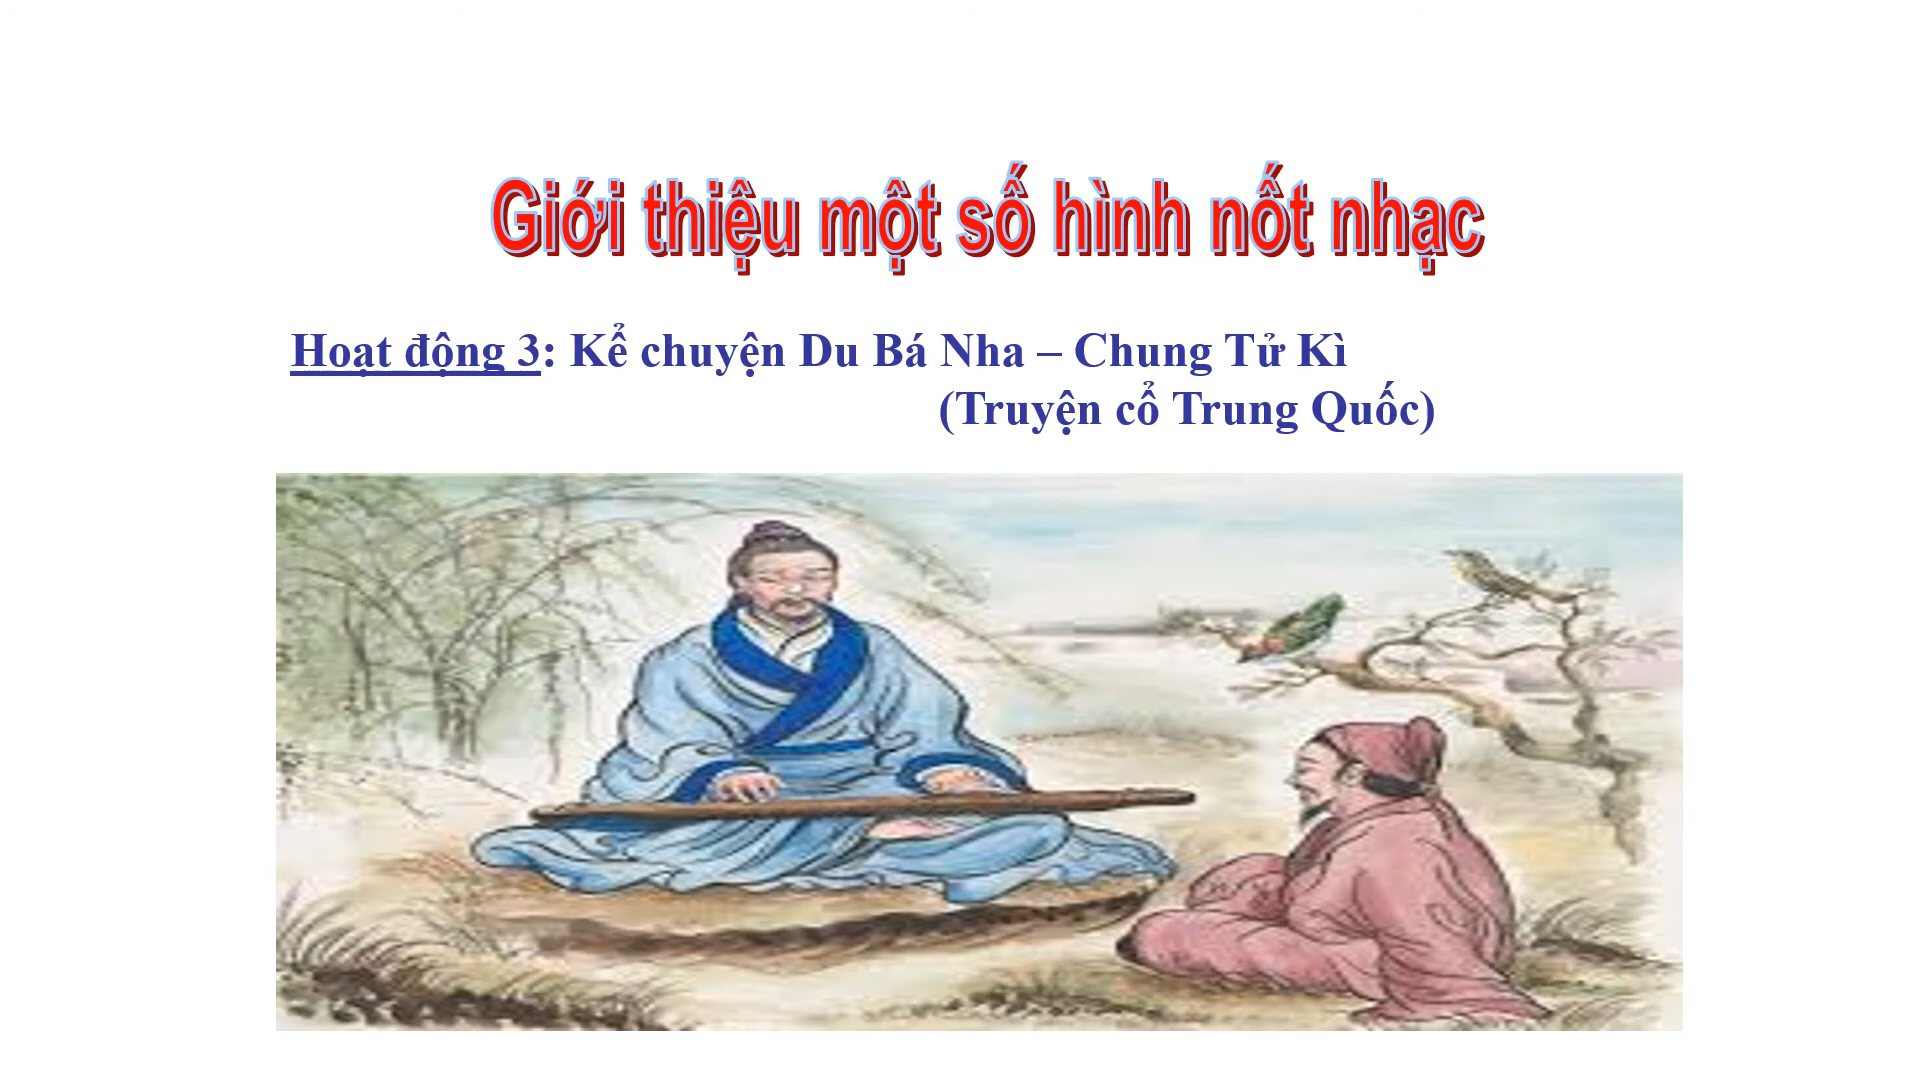 Giới thiệu một số hình nốt nhạc
Hoạt động 3: Kể chuyện Du Bá Nha – Chung Tử Kì
(Truyện cổ Trung Quốc)